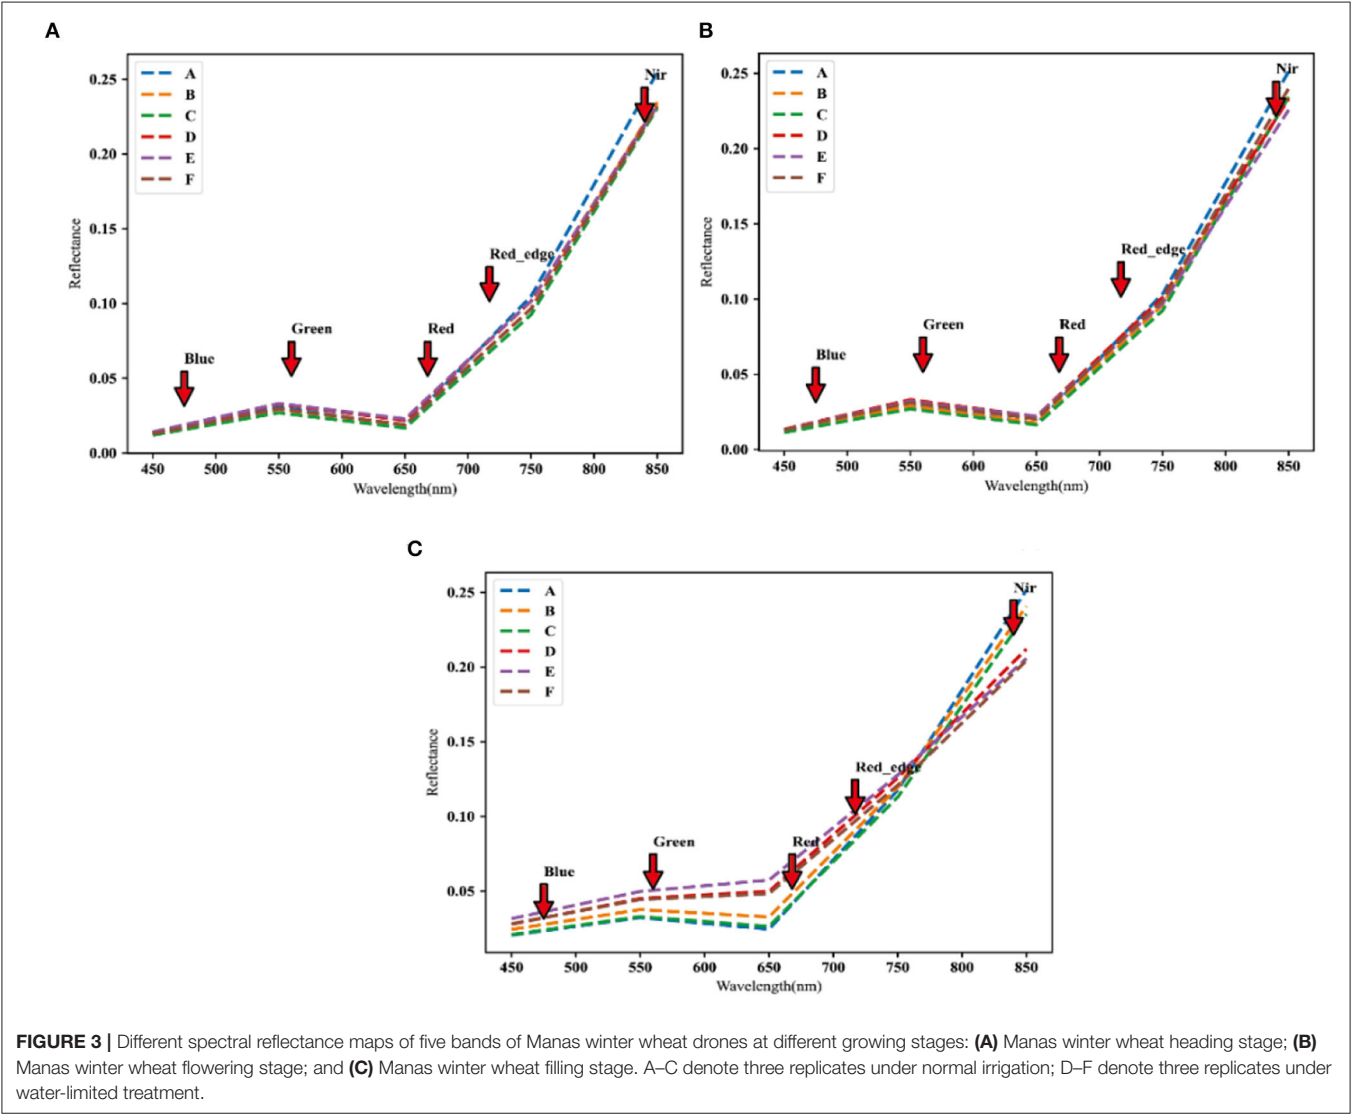 A
0.25
0.20
0.15
0.10
0.05
0.00
Reflectance
A
B
C
D
E
F
Blue
Green
Red
Red_edge
Nir
450 500 550 600 650 700 750 800 850
Wavelength(nm)
B
0.25
0.20
0.15
0.10
0.05
0.00
Reflectance
A
B
C
D
E
F
Blue
Green
Red
Red_edge
Nir
450 500 550 600 650 700 750 800 850
Wavelength(nm)
C
0.25
0.20
0.15
0.10
0.05
Reflectance
A
B
C
D
E
F
Blue
Green
Red
Red_edge
Nir
450 500 550 600 650 700 750 800 850
Wavelength(nm)
FIGURE 3 | Different spectral reflectance maps of five bands of Manas winter wheat drones at different growing stages: (A) Manas winter wheat heading stage; (B)
Manas winter wheat flowering stage; and (C) Manas winter wheat filling stage. A–C denote three replicates under normal irrigation; D–F denote three replicates under
water-limited treatment.